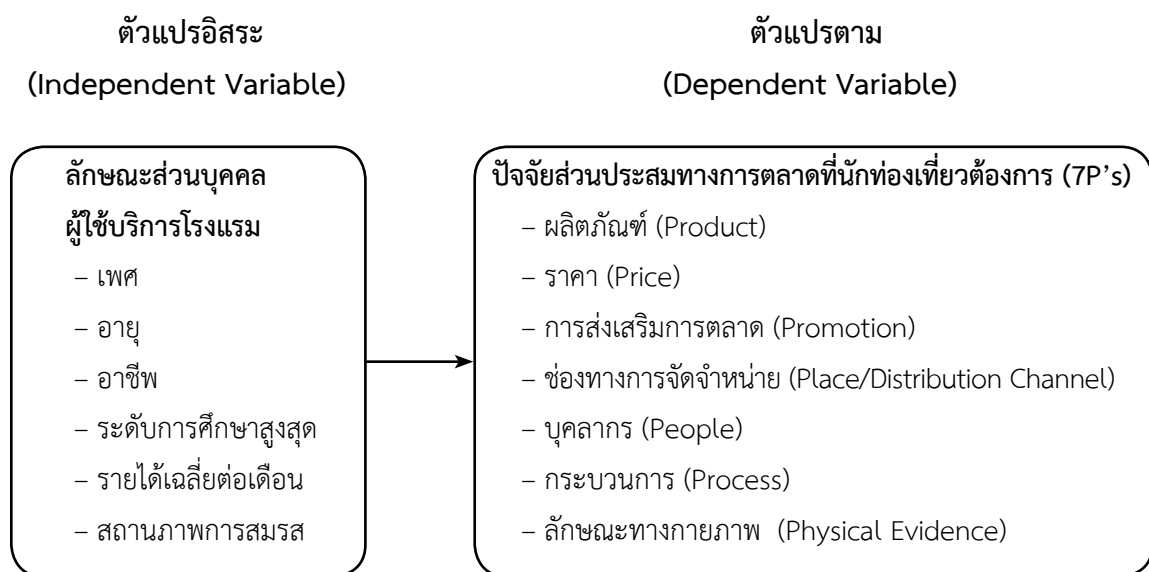 ตัวแปรอิสระ
(Independent Variable)
ลักษณะส่วนบุคคล
ผู้ใช้บริการโรงแรม
– เพศ
– อายุ
– อาชีพ
– ระดับการศึกษาสูงสุด
– รายได้เฉลี่ยต่อเดือน
– สถานภาพการสมรส
ตัวแปรตาม
(Dependent Variable)
ปัจจัยส่วนประสมทางการตลาดที่นักท่องเที่ยวต้องการ (7P’s)
– ผลิตภัณฑ์ (Product)
– ราคา (Price)
– การส่งเสริมการตลาด (Promotion)
– ช่องทางการจัดจำหน่าย (Place/Distribution Channel)
– บุคลากร (People)
– กระบวนการ (Process)
– ลักษณะทางกายภาพ (Physical Evidence)